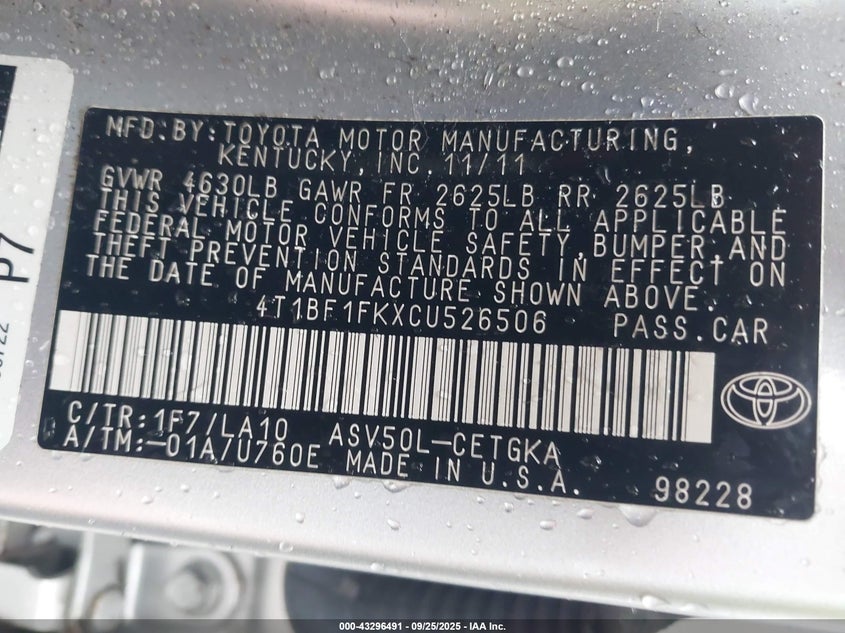 MFD.BY:TOYOTA MOTOR MANUFACTURING,
KENTUCKY, INC. 11/11
GVWR 4630LB GAWR FR 2625LB RR 2625LB
THIS VEHICLE CONFORMS TO ALL APPLICABLE
FEDERAL MOTOR VEHICLE SAFETY, BUMPER, AND
THEFT PREVENTION STANDARDS IN EFFECT ON
THE DATE OF MANUFACTURE SHOWN ABOVE.
4T1BF1FKXCU526506 PASS.CAR
C/TR:1F7/LA10 ASV50L-CETGKA
A/TM:-01A/U760E MADE IN U.S.A.
98228
P7
000-43296491 - 09/25/2025 - IAA Inc.